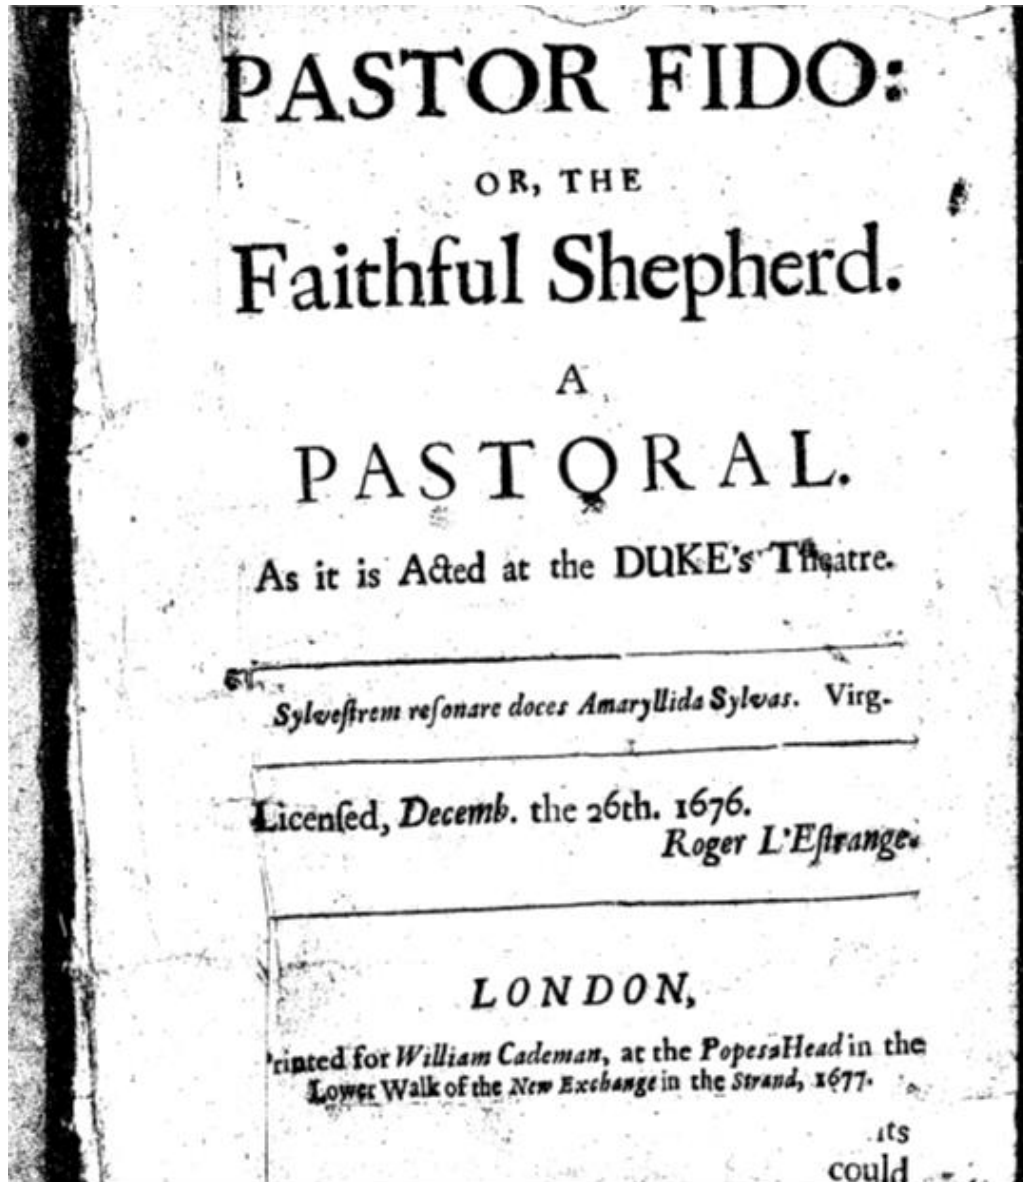 PASTOR FIDO:
OR, THE
Faithful Shepherd.
A
PASTORAL.
As it is Acted at the DUKE's Theatre.
Sylveſtrem reſonare doces Amaryllida Sylvas. Virg.
Licenſed, Decemb. the 26th. 1676.
Roger L'Eſtrange.
LONDON,
rinted for William Cademan, at the Popes-Head in the
Lower Walk of the New Exchange in the Strand, 1677.
its
could